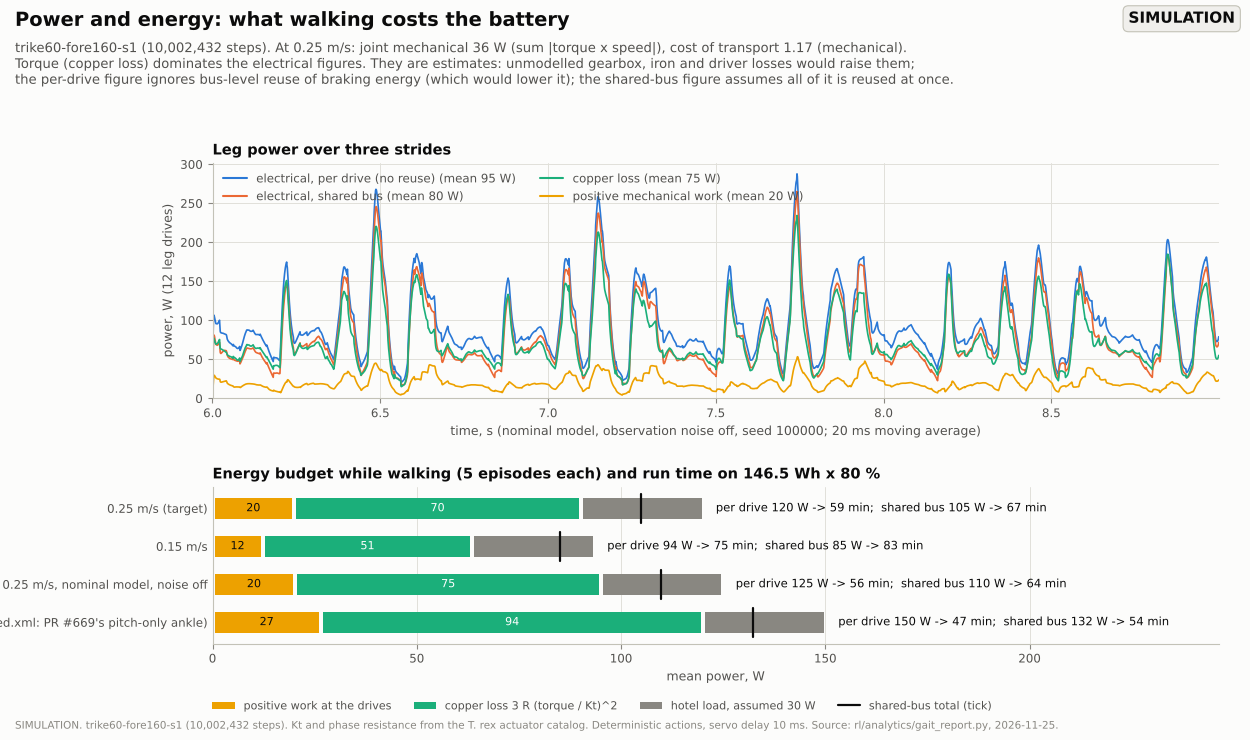 Power and energy: what walking costs the battery
SIMULATION
trike60-fore160-s1 (10,002,432 steps). At 0.25 m/s: joint mechanical 36 W (sum |torque x speed|), cost of transport 1.17 (mechanical).
Torque (copper loss) dominates the electrical figures. They are estimates: unmodelled gearbox, iron and driver losses would raise them;
the per-drive figure ignores bus-level reuse of braking energy (which would lower it); the shared-bus figure assumes all of it is reused at once.
Leg power over three strides
electrical, per drive (no reuse) (mean 95 W)
copper loss (mean 75 W)
electrical, shared bus (mean 80 W)
positive mechanical work (mean 20 W)
300
250
200
150
100
50
0
power, W (12 leg drives)
6.0 6.5 7.0 7.5 8.0 8.5
time, s (nominal model, observation noise off, seed 100000; 20 ms moving average)
Energy budget while walking (5 episodes each) and run time on 146.5 Wh x 80 %
0.25 m/s (target) 20 70 per drive 120 W -> 59 min; shared bus 105 W -> 67 min
0.15 m/s 12 51 per drive 94 W -> 75 min; shared bus 85 W -> 83 min
0.25 m/s, nominal model, noise off 20 75 per drive 125 W -> 56 min; shared bus 110 W -> 64 min
ed.xml: PR #669's pitch-only ankle) 27 94 per drive 150 W -> 47 min; shared bus 132 W -> 54 min
0 50 100 150 200
mean power, W
positive work at the drives
copper loss 3 R (torque / Kt)^2
hotel load, assumed 30 W
shared-bus total (tick)
SIMULATION. trike60-fore160-s1 (10,002,432 steps). Kt and phase resistance from the T. rex actuator catalog. Deterministic actions, servo delay 10 ms. Source: rl/analytics/gait_report.py, 2026-11-25.